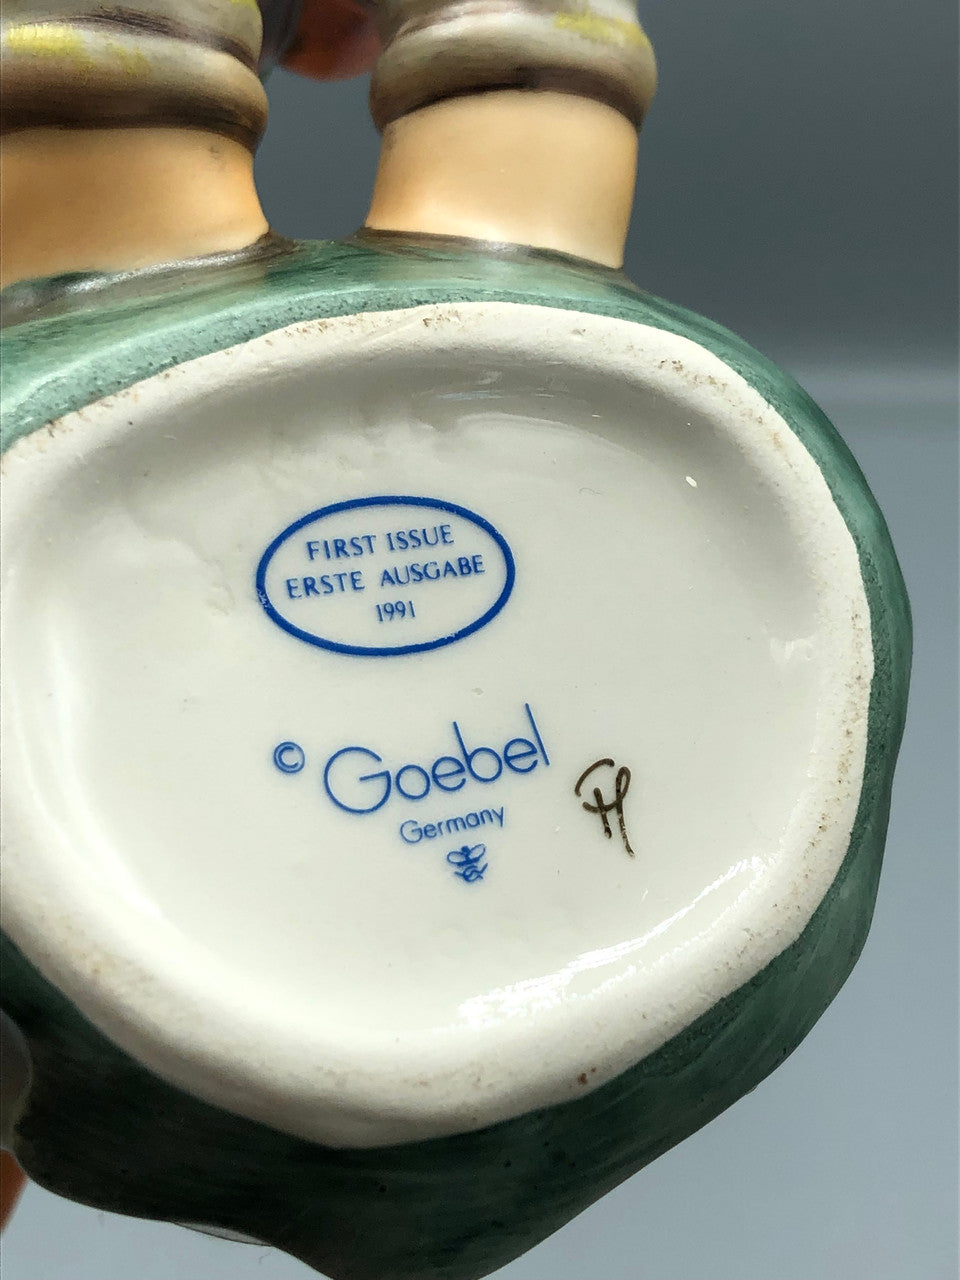 FIRST ISSUE
ERSTE AUSGABE
1991
© Goebel
Germany